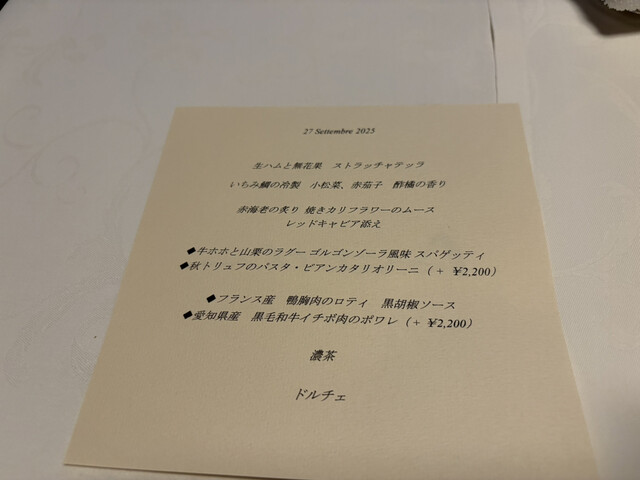 27 Settembre 2025
生ハムと無花果　ストラッチャテッラ
いちみ鯛の冷製　小松菜、赤茄子　酢橘の香り
赤海老の炙り 焼きカリフラワーのムース
レッドキャビア添え
◆牛ホホと山栗のラグー ゴルゴンゾーラ風味 スパゲッティ
◆秋トリュフのパスタ・ビアンカタリオリーニ（+ ¥2,200）
◆フランス産　鴨胸肉のロティ　黒胡椒ソース
◆愛知県産　黒毛和牛イチボ肉のポワレ（+ ¥2,200）
濃茶
ドルチェ